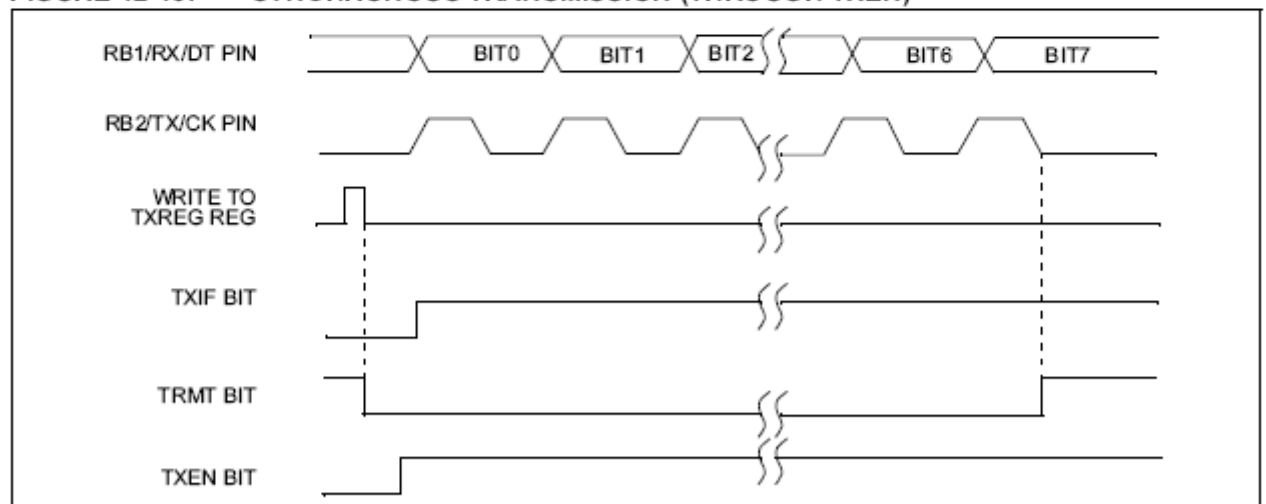 RB1/RX/DT PIN
BIT0 BIT1 BIT2 BIT6 BIT7
RB2/TX/CK PIN
WRITE TO
TXREG REG
TXIF BIT
TRMT BIT
TXEN BIT